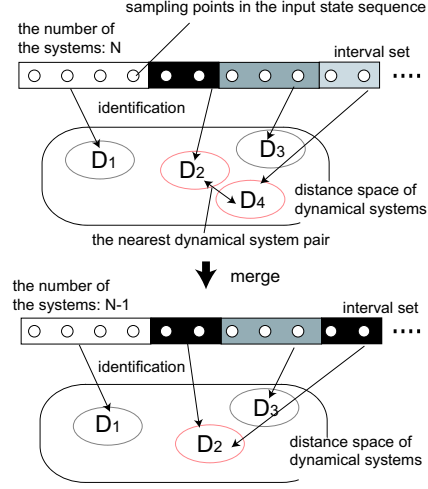 sampling points in the input state sequence
the number of
the systems: N
interval set
identification
D1
D2
D3
D4
distance space of
dynamical systems
the nearest dynamical system pair
merge
the number of
the systems: N-1
interval set
identification
D1
D2
D3
distance space of
dynamical systems